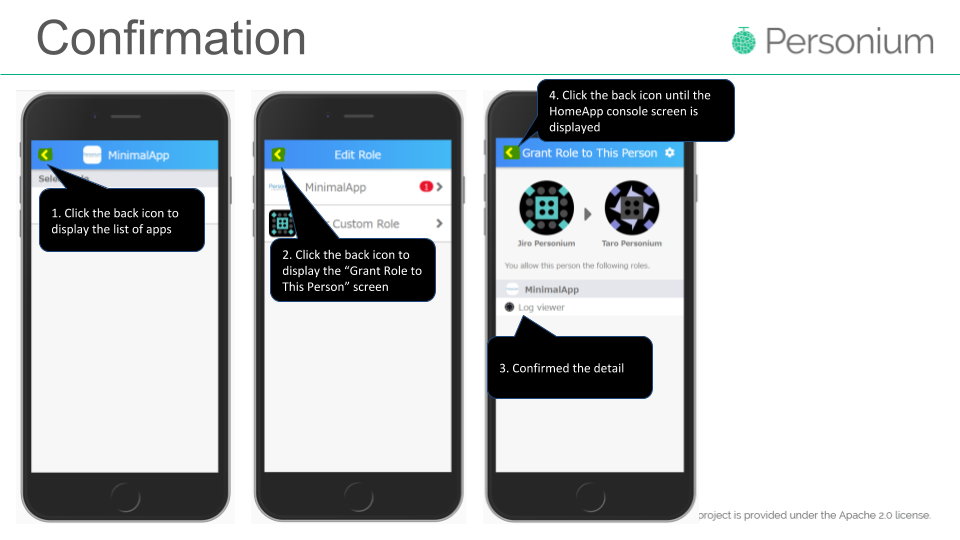 Confirmation
Personium
MinimalApp
1. Click the back icon to
display the list of apps
Edit Role
MinimalApp
1
Custom Role
2. Click the back icon to
display the “Grant Role to
This Person” screen
4. Click the back icon until the
HomeApp console screen is
displayed
Grant Role to This Person
Jiro Personium
Taro Personium
You allow this person the following roles.
MinimalApp
Log viewer
3. Confirmed the detail
project is provided under the Apache 2.0 license.